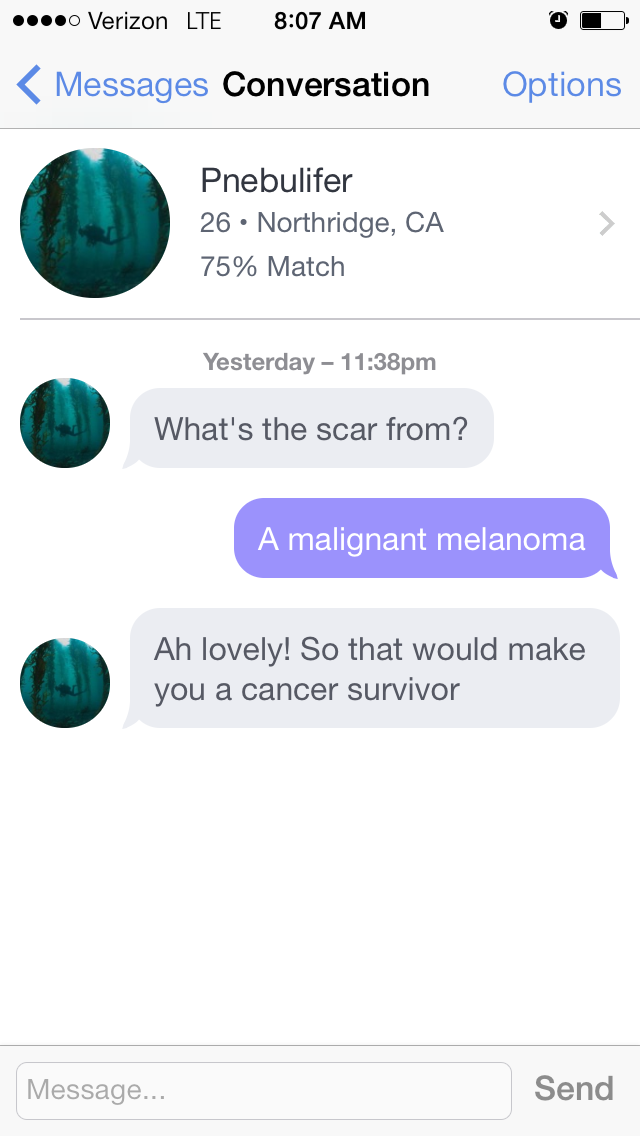 Verizon LTE 8:07 AM
Messages Conversation Options
Pnebulifer
26 • Northridge, CA
75% Match
Yesterday – 11:38pm
What's the scar from?
A malignant melanoma
Ah lovely! So that would make
you a cancer survivor
Message... Send